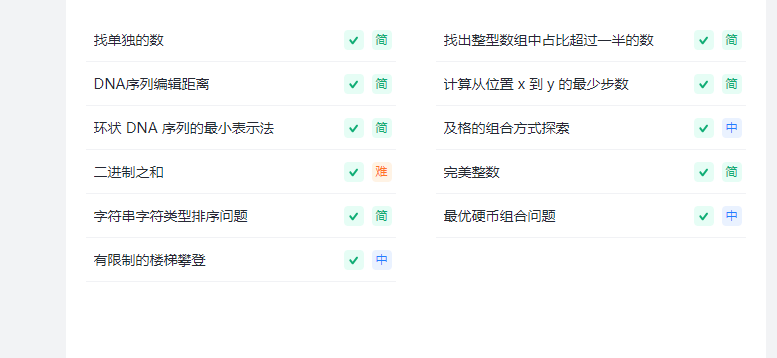 找单独的数 简 找出整型数组中占比超过一半的数 简
DNA序列编辑距离 简 计算从位置 x 到 y 的最少步数 简
环状 DNA 序列的最小表示法 简 及格的组合方式探索 中
二进制之和 难 完美整数 简
字符串字符类型排序问题 简 最优硬币组合问题 中
有限制的楼梯攀登 中